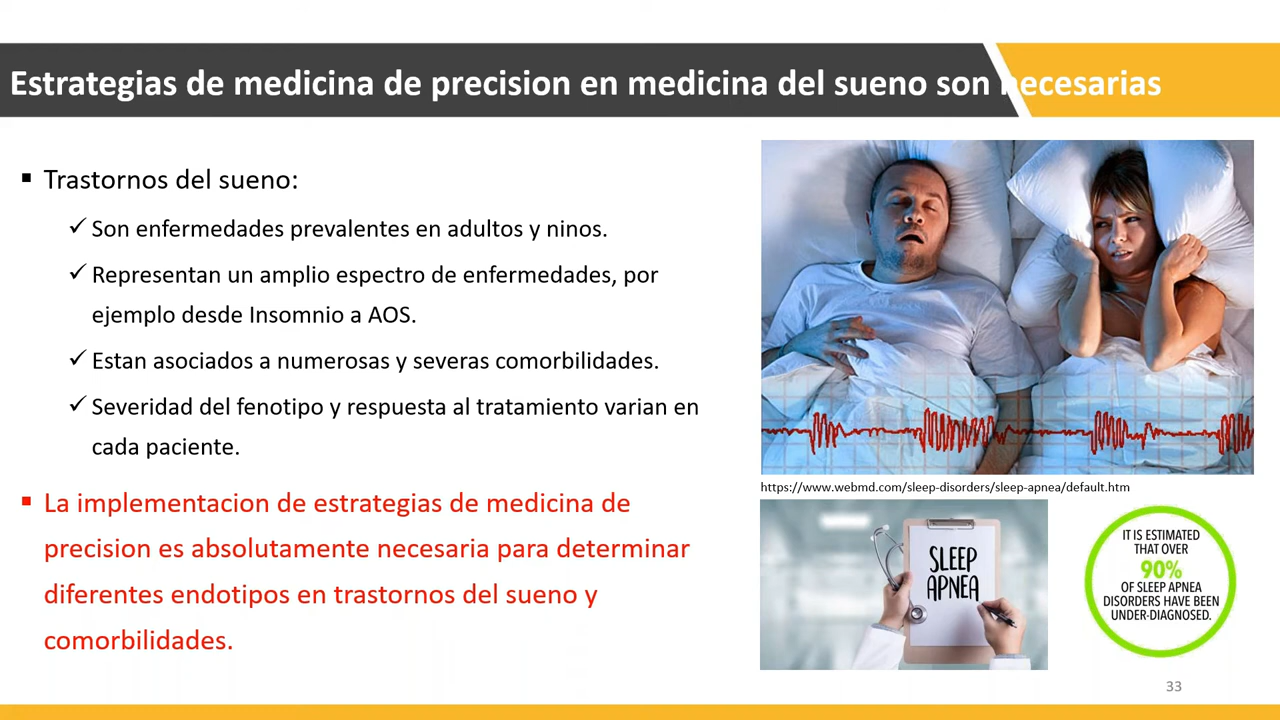 Estrategias de medicina de precision en medicina del sueno son necesarias
Trastornos del sueno:
Son enfermedades prevalentes en adultos y ninos.
Representan un amplio espectro de enfermedades, por
ejemplo desde Insomnio a AOS.
Estan asociados a numerosas y severas comorbilidades.
Severidad del fenotipo y respuesta al tratamiento varian en
cada paciente.
La implementacion de estrategias de medicina de
precision es absolutamente necesaria para determinar
diferentes endotipos en trastornos del sueno y
comorbilidades.
https://www.webmd.com/sleep-disorders/sleep-apnea/default.htm
SLEEP
APNEA
IT IS ESTIMATED
THAT OVER
90%
OF SLEEP APNEA
DISORDERS HAVE BEEN
UNDER-DIAGNOSED.
33